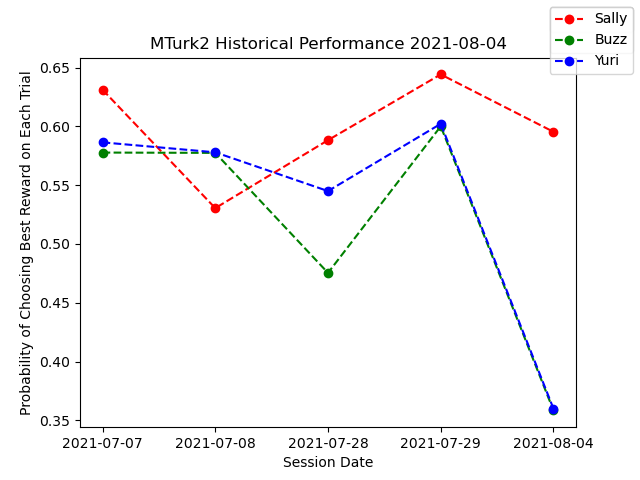 MTurk2 Historical Performance 2021-08-04
Sally
Buzz
Yuri
Probability of Choosing Best Reward on Each Trial
0.65
0.60
0.55
0.50
0.45
0.40
0.35
2021-07-07
2021-07-08
2021-07-28
2021-07-29
2021-08-04
Session Date